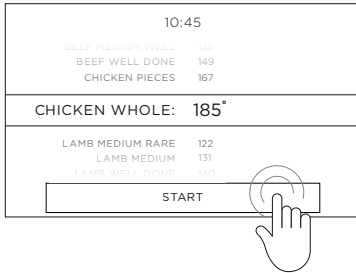 10:45
BEEF MEDIUM WELL 135
BEEF WELL DONE 149
CHICKEN PIECES 167
CHICKEN WHOLE: 185°
LAMB MEDIUM RARE 122
LAMB MEDIUM 131
LAMB WELL DONE 140
START